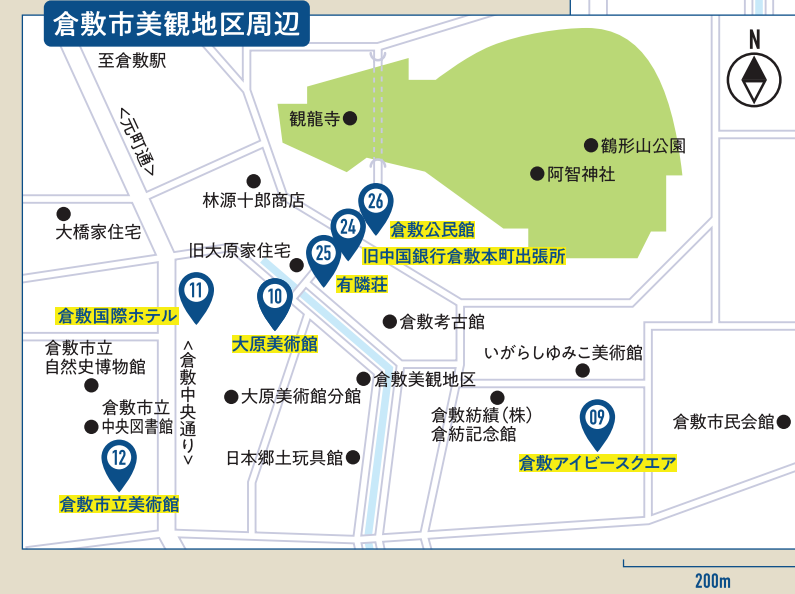 倉敷市美観地区周辺
至倉敷駅
N
<元町通>
観龍寺
鶴形山公園
阿智神社
林源十郎商店
大橋家住宅
26
倉敷公民館
24
旧中国銀行倉敷本町出張所
旧大原家住宅
25
有隣荘
11
倉敷国際ホテル
10
大原美術館
倉敷考古館
倉敷市立
自然史博物館
<倉敷中央通り>
いがらしゆみこ美術館
倉敷美観地区
大原美術館分館
倉敷市立
中央図書館
倉敷紡績（株）
倉紡記念館
09
倉敷アイビースクエア
倉敷市民会館
日本郷土玩具館
12
倉敷市立美術館
200m